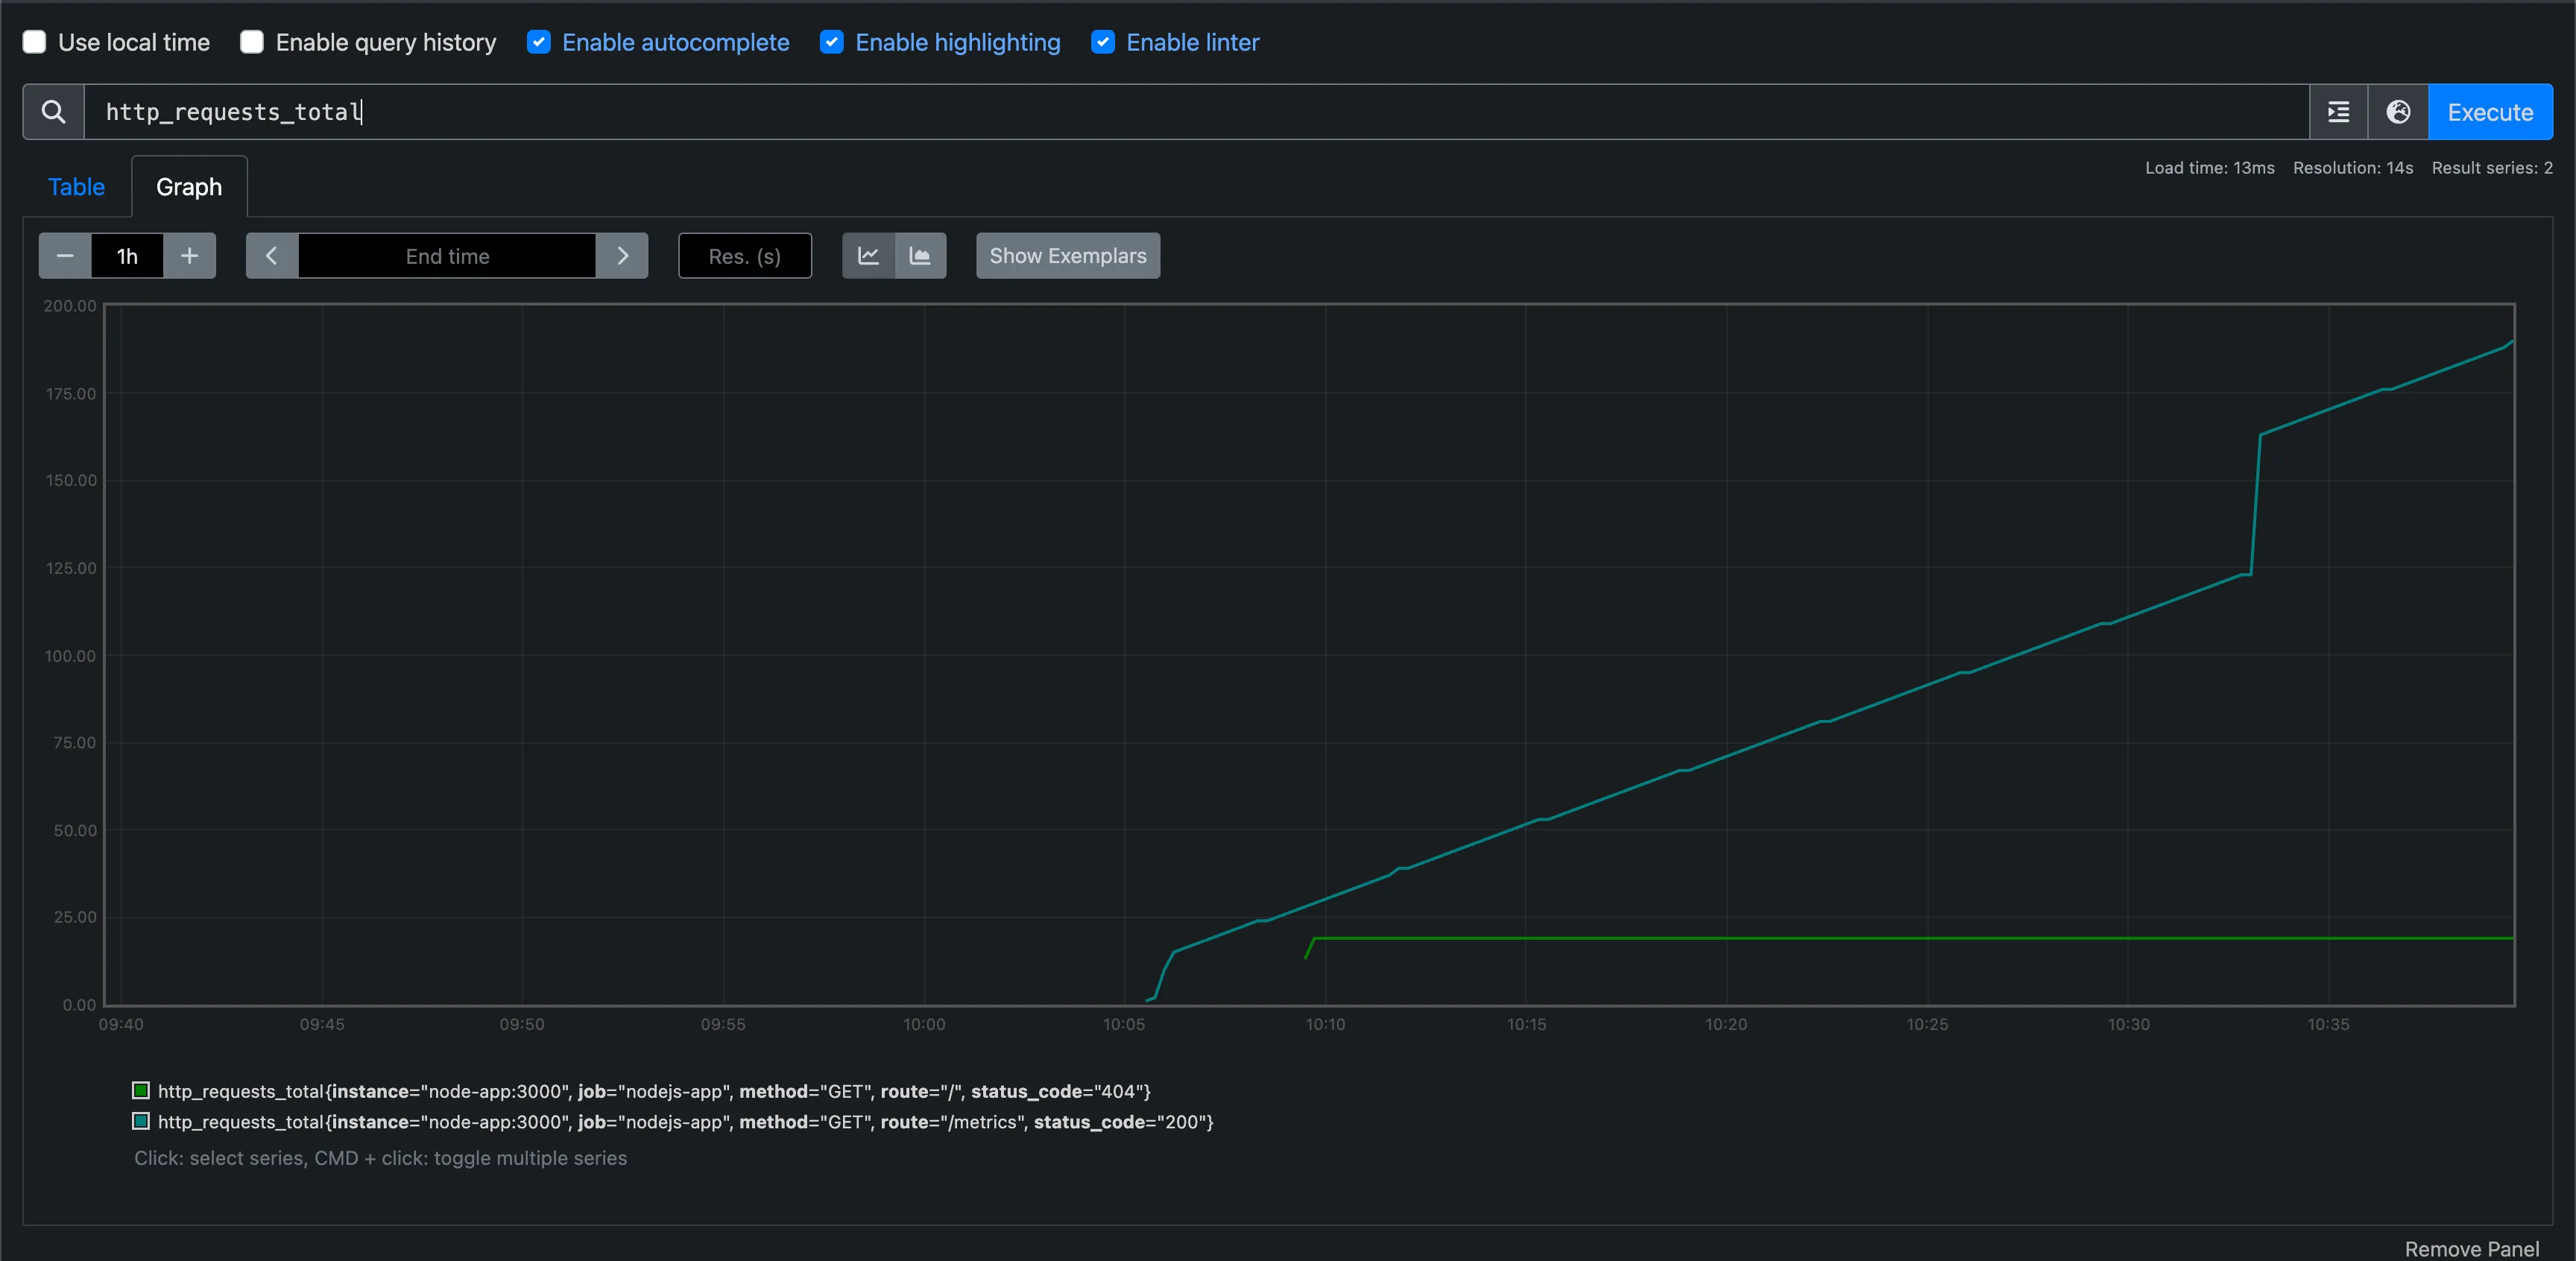 Use local time Enable query history Enable autocomplete Enable highlighting Enable linter
http_requests_total Execute
Load time: 13ms Resolution: 14s Result series: 2
Table Graph
1h End time Res. (s) Show Exemplars
200.00
175.00
150.00
125.00
100.00
75.00
50.00
25.00
0.00
09:40 09:45 09:50 09:55 10:00 10:05 10:10 10:15 10:20 10:25 10:30 10:35
http_requests_total{instance="node-app:3000", job="nodejs-app", method="GET", route="/", status_code="404"}
http_requests_total{instance="node-app:3000", job="nodejs-app", method="GET", route="/metrics", status_code="200"}
Click: select series, CMD + click: toggle multiple series
Remove Panel